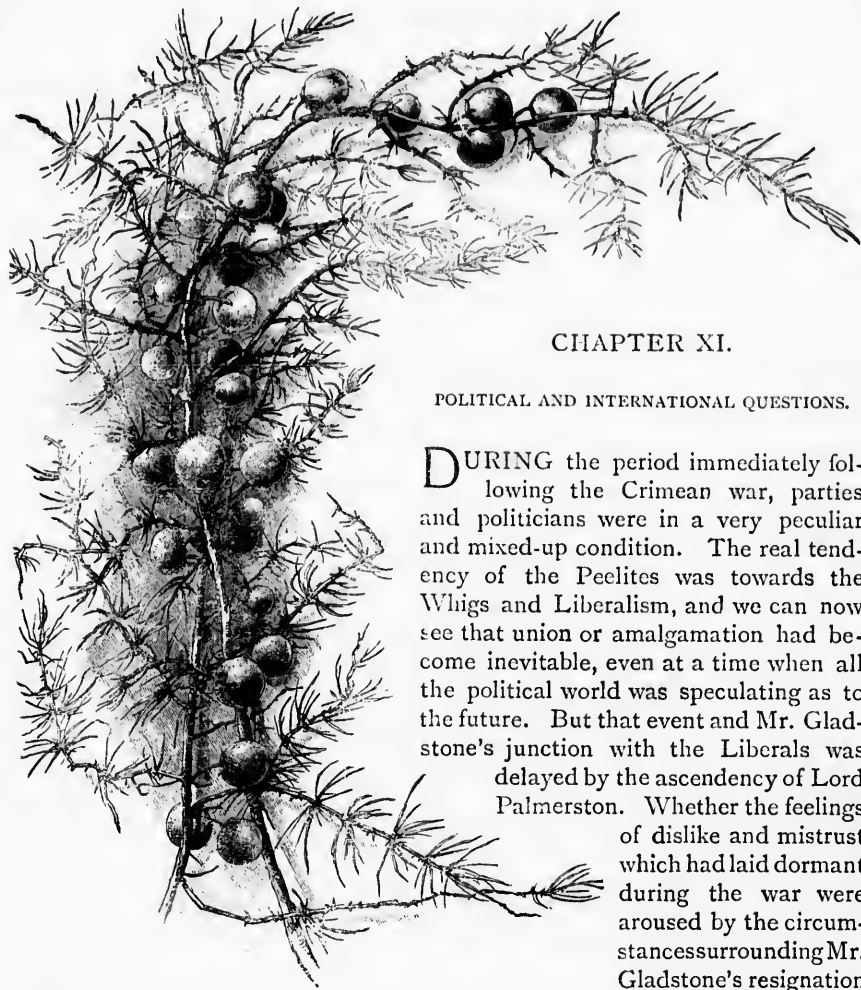 CHAPTER XI.
POLITICAL AND INTERNATIONAL QUESTIONS.
DURING the period immediately fol-
lowing the Crimean war, parties
and politicians were in a very peculiar
and mixed-up condition. The real tend-
ency of the Peelites was towards the
Whigs and Liberalism, and we can now
see that union or amalgamation had be-
come inevitable, even at a time when all
the political world was speculating as to
the future. But that event and Mr. Glad-
stone's junction with the Liberals was
delayed by the ascendency of Lord
Palmerston. Whether the feelings
of dislike and mistrust
which had laid dormant
during the war were
aroused by the circum-
stances surrounding Mr.
Gladstone's resignation